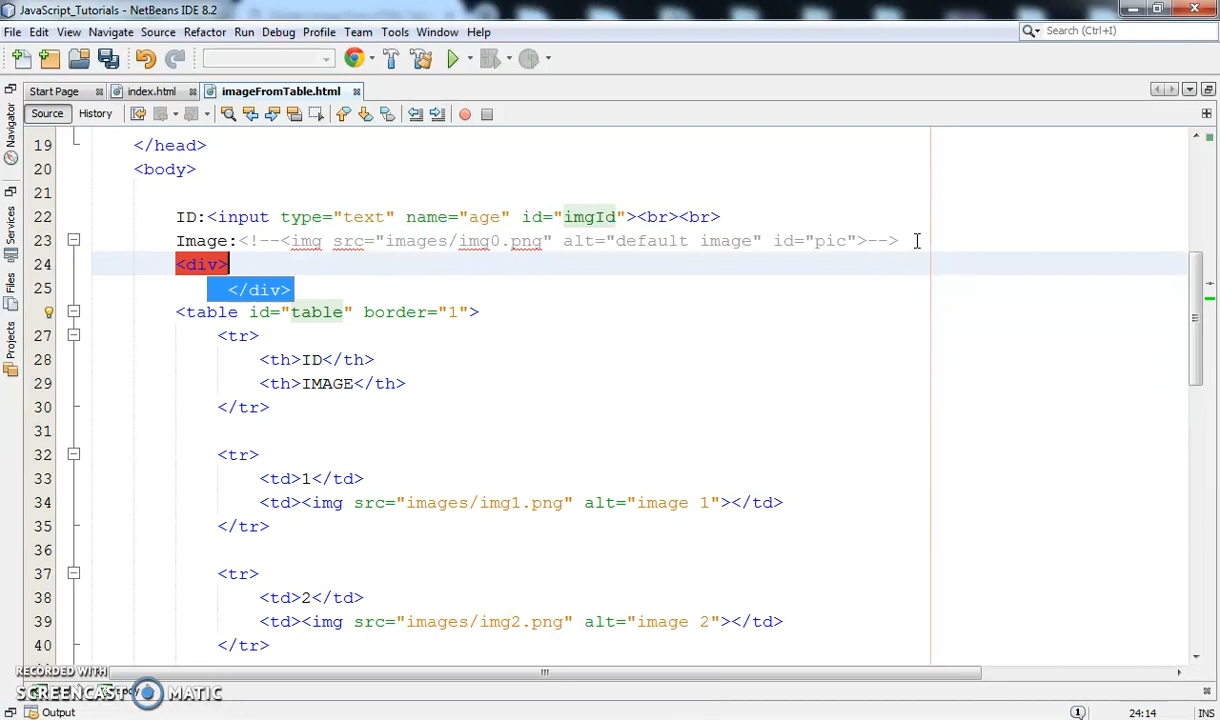 JavaScript_Tutorials - NetBeans IDE 8.2
File Edit View Navigate Source Refactor Run Debug Profile Team Tools Window Help
Search (Ctrl+I)
Start Page index.html imageFromTable.html
Source History
Navigator
Services
Files
Projects
19 </head>
20 <body>
21
22 ID:<input type="text" name="age" id="imgId"><br><br>
23 Image:<!--<img src="images/img0.png" alt="default image" id="pic">-->
24 <div>
25 </div>
<table id="table" border="1">
27 <tr>
28 <th>ID</th>
29 <th>IMAGE</th>
30 </tr>
31
32 <tr>
33 <td>1</td>
34 <td><img src="images/img1.png" alt="image 1"></td>
35 </tr>
36
37 <tr>
38 <td>2</td>
39 <td><img src="images/img2.png" alt="image 2"></td>
40 </tr>
RECORDED WITH
SCREENCAST MATIC
Output
1 24:14 INS